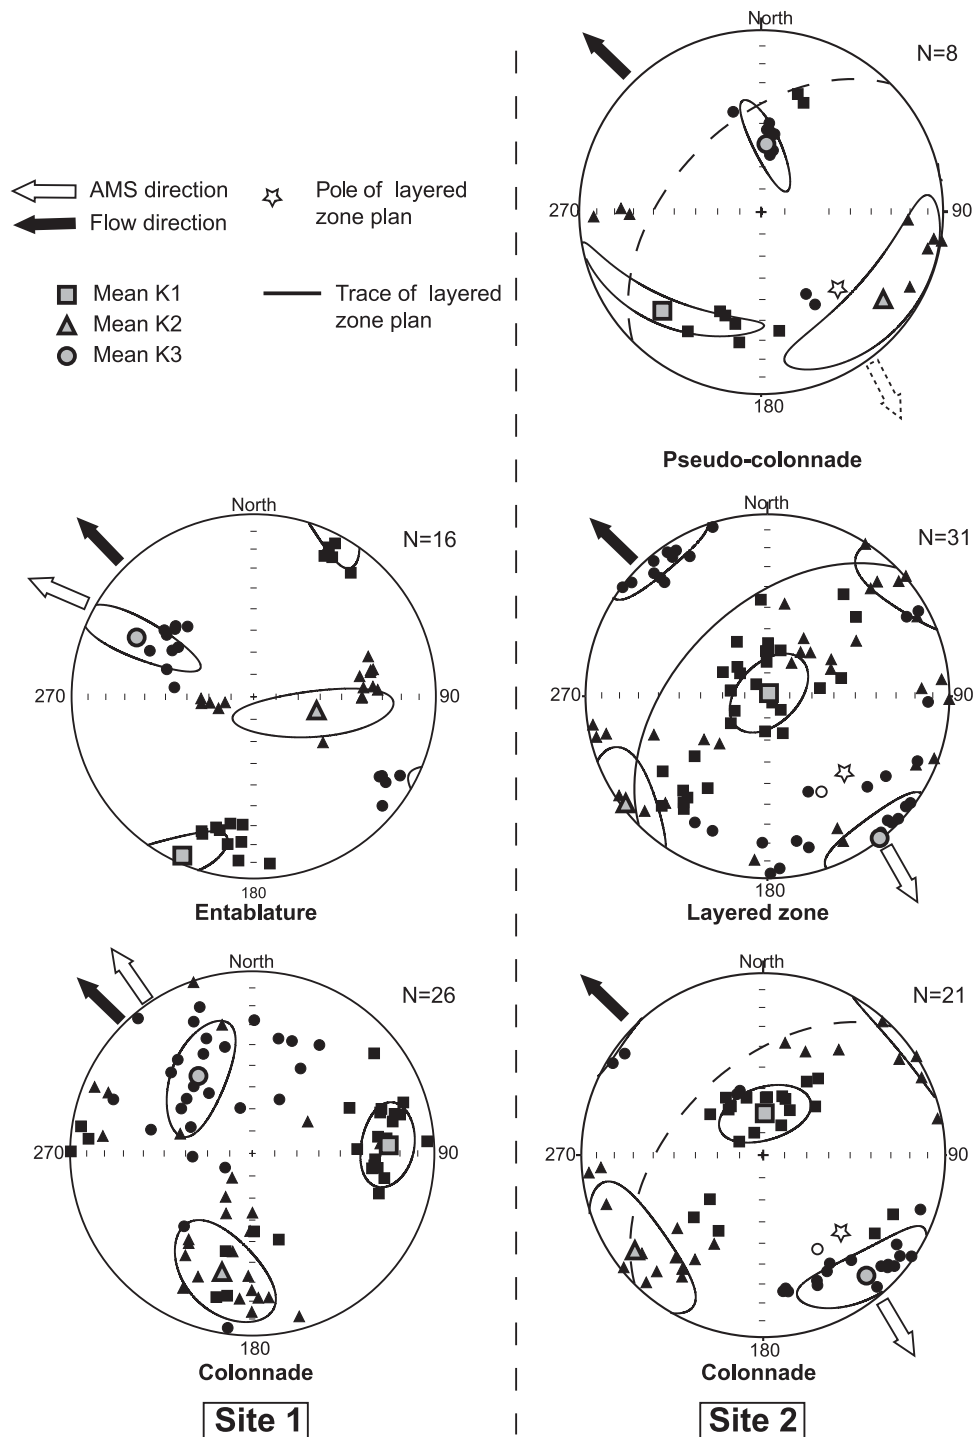 North
N=8
270
90
180
Pseudo-colonnade
AMS direction
Flow direction
Pole of layered
zone plan
Mean K1
Mean K2
Mean K3
Trace of layered
zone plan
North
N=16
270
90
180
Entablature
North
N=31
270
90
180
Layered zone
North
N=26
270
90
180
Colonnade
North
N=21
270
90
180
Colonnade
Site 1
Site 2